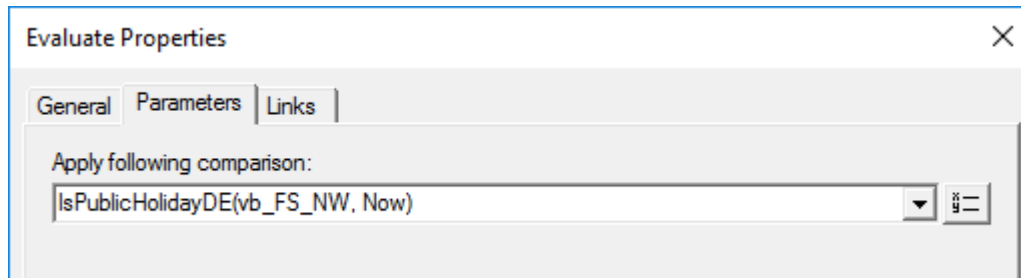 Evaluate Properties
General Parameters Links
Apply following comparison:
IsPublicHolidayDE(vb_FS_NW, Now)
x
y